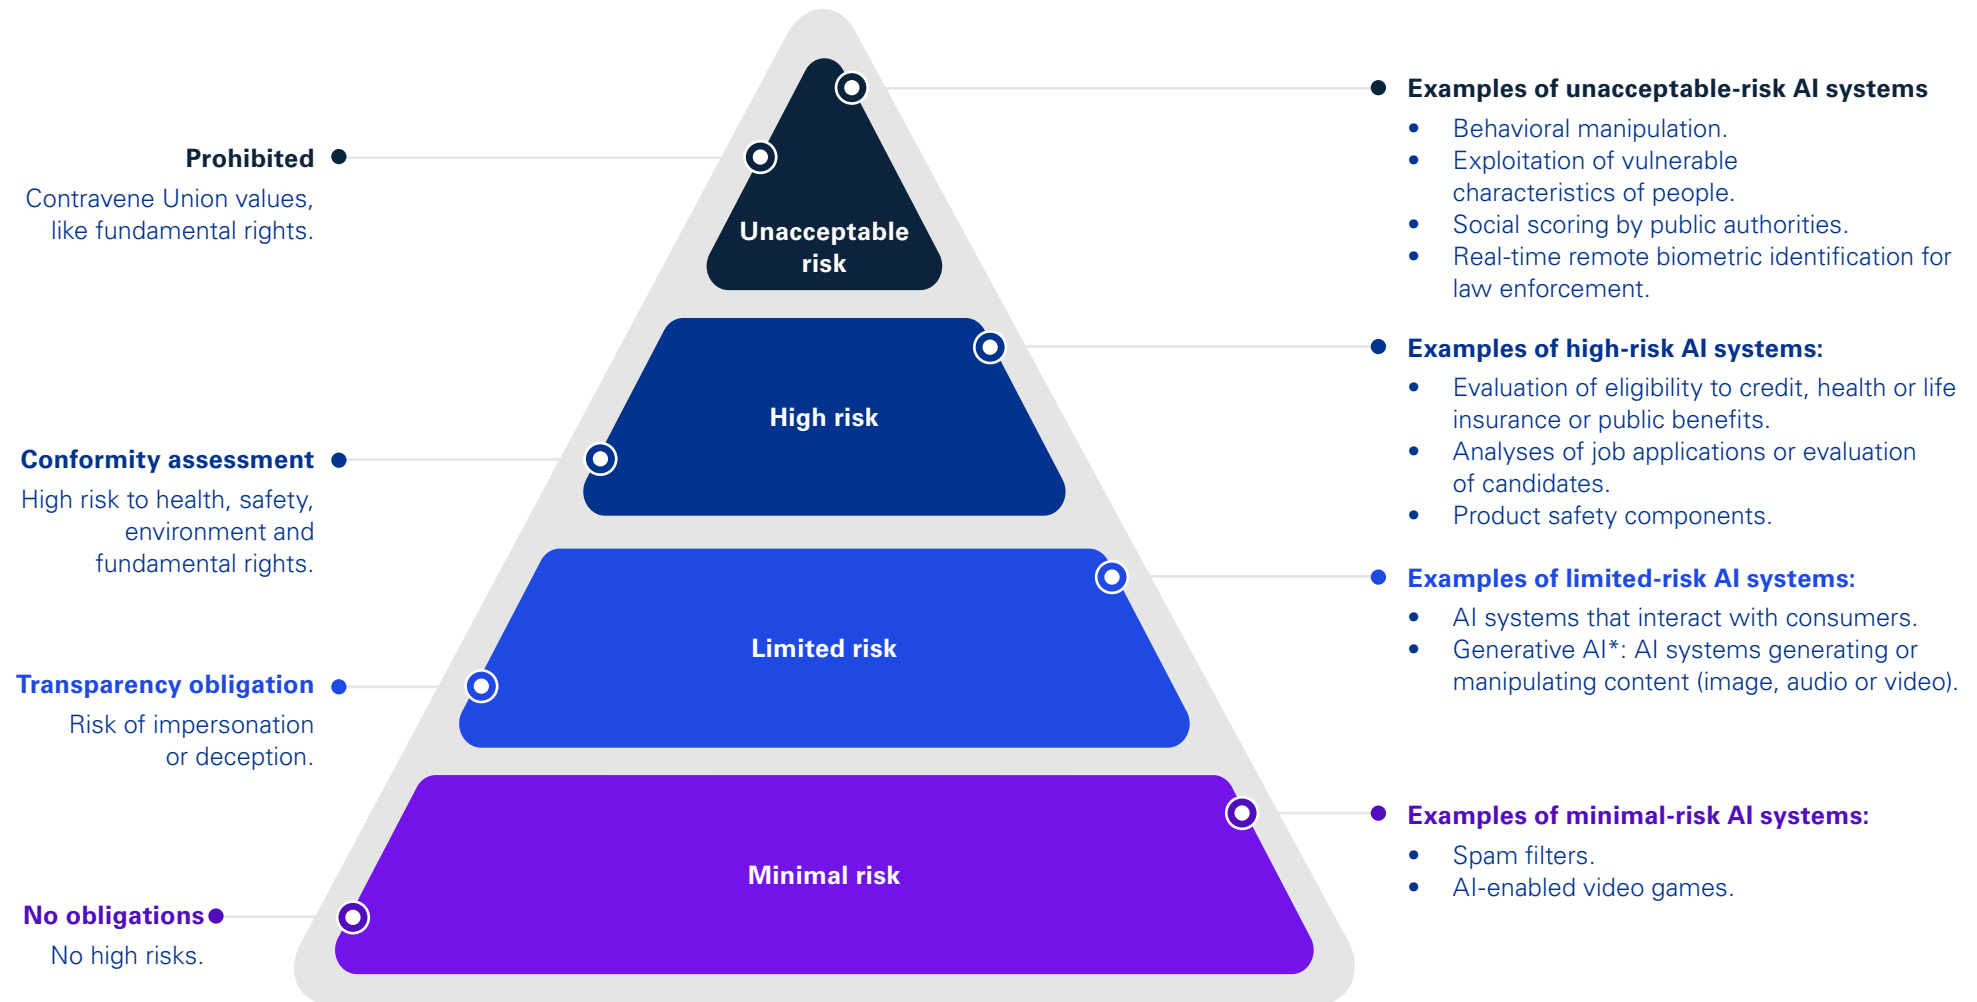 Prohibited
Contravene Union values,
like fundamental rights.
Conformity assessment
High risk to health, safety,
environment and
fundamental rights.
Transparency obligation
Risk of impersonation
or deception.
No obligations
No high risks.
Unacceptable
risk
High risk
Limited risk
Minimal risk
Examples of unacceptable-risk AI systems
• Behavioral manipulation.
• Exploitation of vulnerable
characteristics of people.
• Social scoring by public authorities.
• Real-time remote biometric identification for
law enforcement.
Examples of high-risk AI systems:
• Evaluation of eligibility to credit, health or life
insurance or public benefits.
• Analyses of job applications or evaluation
of candidates.
• Product safety components.
Examples of limited-risk AI systems:
• AI systems that interact with consumers.
• Generative AI*: AI systems generating or
manipulating content (image, audio or video).
Examples of minimal-risk AI systems:
• Spam filters.
• AI-enabled video games.